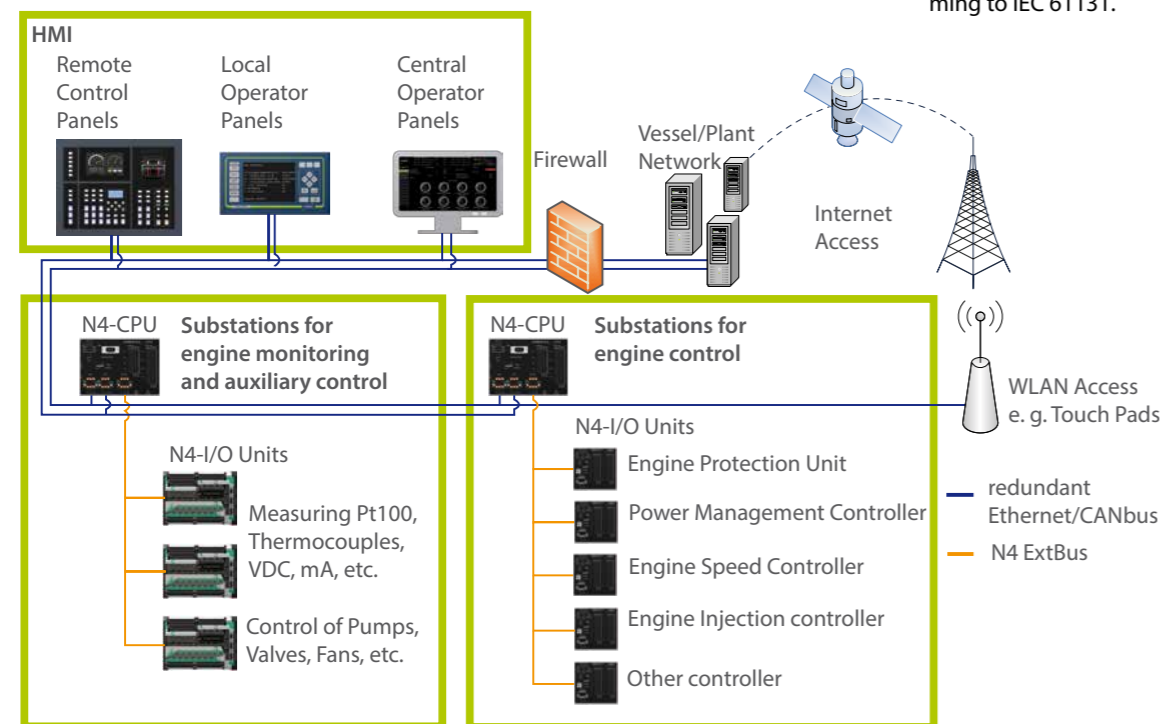 ming to IEC 61131.
HMI
Remote
Control
Panels
Local
Operator
Panels
Central
Operator
Panels
Firewall
Vessel/Plant
Network
Internet
Access
N4-CPU
Substations for
engine monitoring
and auxiliary control
N4-I/O Units
Measuring Pt100,
Thermocouples,
VDC, mA, etc.
Control of Pumps,
Valves, Fans, etc.
N4-CPU
Substations for
engine control
N4-I/O Units
Engine Protection Unit
Power Management Controller
Engine Speed Controller
Engine Injection controller
Other controller
WLAN Access
e. g. Touch Pads
redundant
Ethernet/CANbus
N4 ExtBus